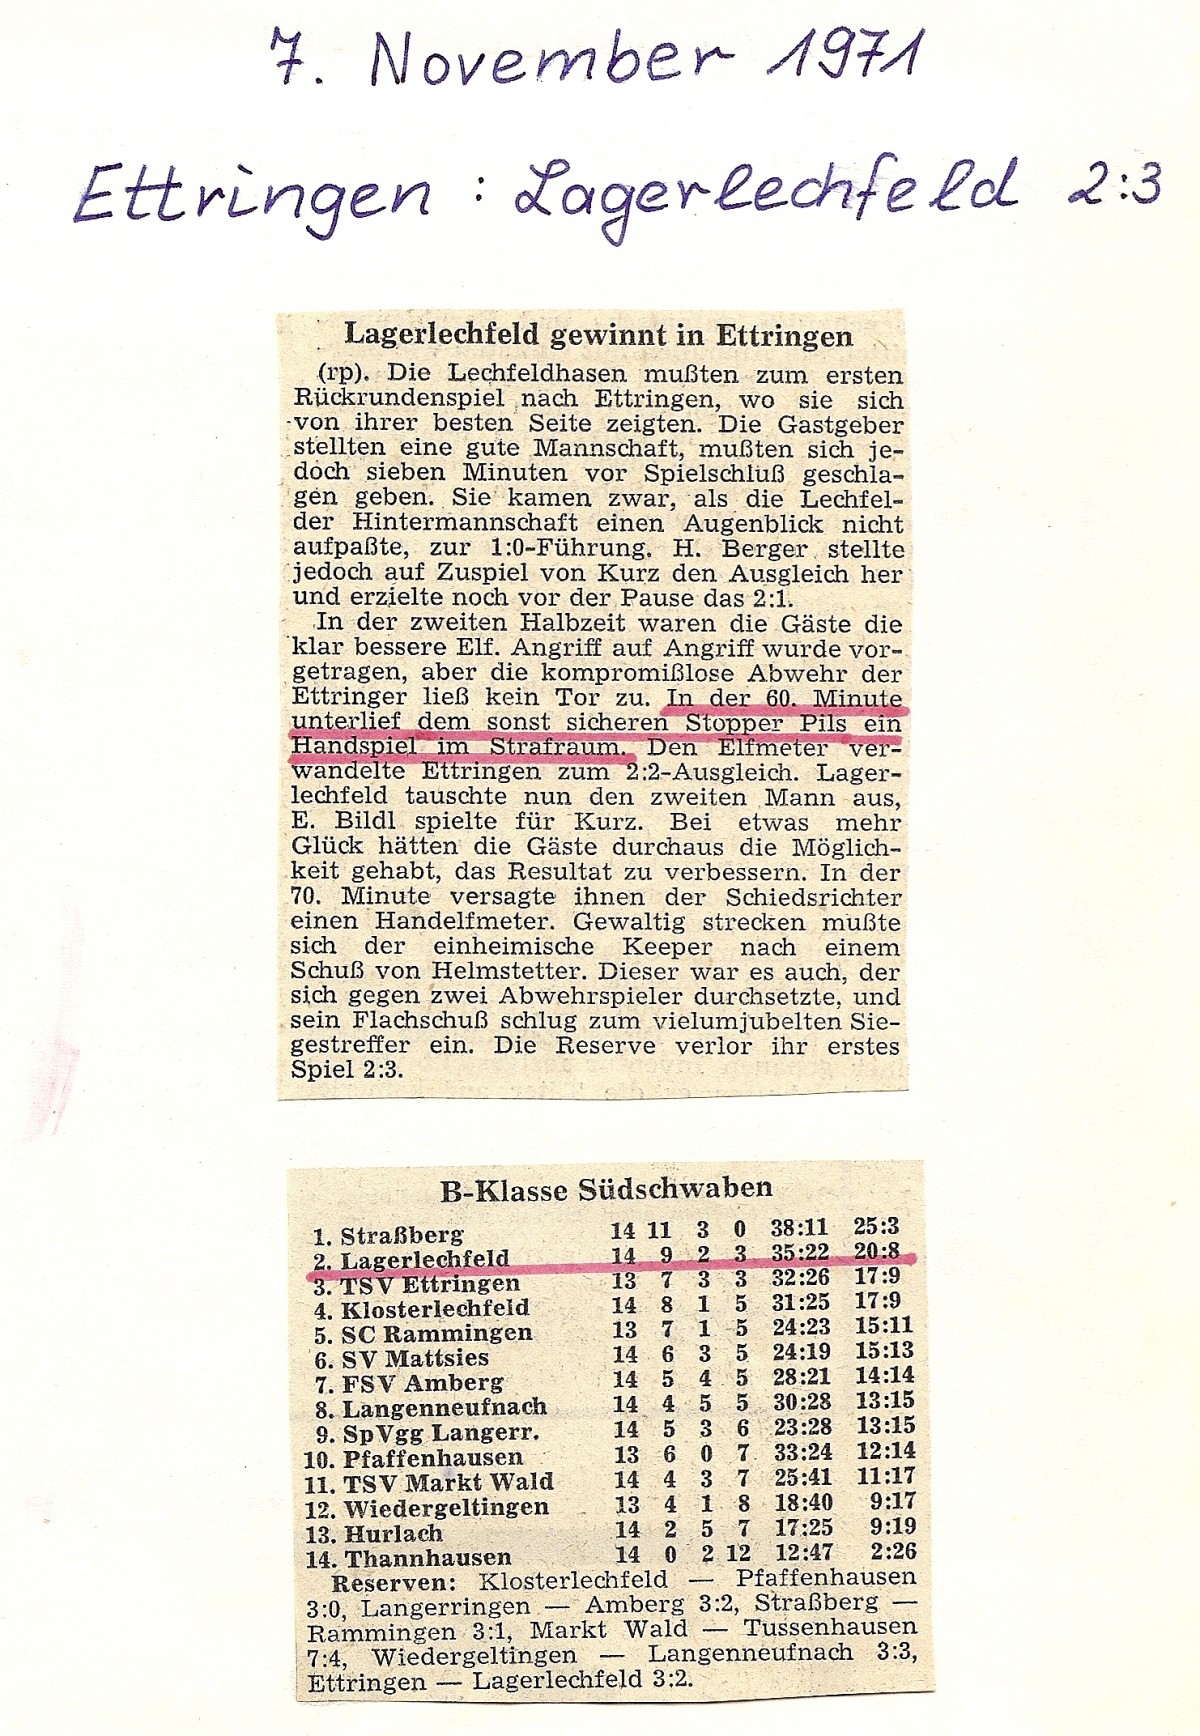 7. November 1971
Ettringen : Lagerlechfeld 2:3
Lagerlechfeld gewinnt in Ettringen
(rp). Die Lechfeldhasen mußten zum ersten
Rückrundenspiel nach Ettringen, wo sie sich
von ihrer besten Seite zeigten. Die Gastgeber
stellten eine gute Mannschaft, mußten sich je-
doch sieben Minuten vor Spielschluß geschla-
gen geben. Sie kamen zwar, als die Lechfel-
der Hintermannschaft einen Augenblick nicht
aufpaßte, zur 1:0-Führung. H. Berger stellte
jedoch auf Zuspiel von Kurz den Ausgleich her
und erzielte noch vor der Pause das 2:1.
In der zweiten Halbzeit waren die Gäste die
klar bessere Elf. Angriff auf Angriff wurde vor-
getragen, aber die kompromißlose Abwehr der
Ettringer ließ kein Tor zu. In der 60. Minute
unterlief dem sonst sicheren Stopper Pils ein
Handspiel im Strafraum. Den Elfmeter ver-
wandelte Ettringen zum 2:2-Ausgleich. Lager-
lechfeld tauschte nun den zweiten Mann aus,
E. Bildl spielte für Kurz. Bei etwas mehr
Glück hätten die Gäste durchaus die Möglich-
keit gehabt, das Resultat zu verbessern. In der
70. Minute versagte ihnen der Schiedsrichter
einen Handelfmeter. Gewaltig strecken mußte
sich der einheimische Keeper nach einem
Schuß von Helmstetter. Dieser war es auch, der
sich gegen zwei Abwehrspieler durchsetzte, und
sein Flachschuß schlug zum vielumjubelten Sie-
gestreffer ein. Die Reserve verlor ihr erstes
Spiel 2:3.
B-Klasse Südschwaben
1. Straßberg 14 11 3 0 38:11 25:3
2. Lagerlechfeld 14 9 2 3 35:22 20:8
3. TSV Ettringen 13 7 3 3 32:26 17:9
4. Klosterlechfeld 14 8 1 5 31:25 17:9
5. SC Rammingen 13 7 1 5 24:23 15:11
6. SV Mattsies 14 6 3 5 24:19 15:13
7. FSV Amberg 14 5 4 5 28:21 14:14
8. Langenneufnach 14 4 5 5 30:28 13:15
9. SpVgg Langerr. 14 5 3 6 23:28 13:15
10. Pfaffenhausen 13 6 0 7 33:24 12:14
11. TSV Markt Wald 14 4 3 7 25:41 11:17
12. Wiedergeltingen 13 4 1 8 18:40 9:17
13. Hurlach 14 2 5 7 17:25 9:19
14. Thannhausen 14 0 2 12 12:47 2:26
Reserven: Klosterlechfeld — Pfaffenhausen
3:0, Langerringen — Amberg 3:2, Straßberg —
Rammingen 3:1, Markt Wald — Tussenhausen
7:4, Wiedergeltingen — Langenneufnach 3:3,
Ettringen — Lagerlechfeld 3:2.